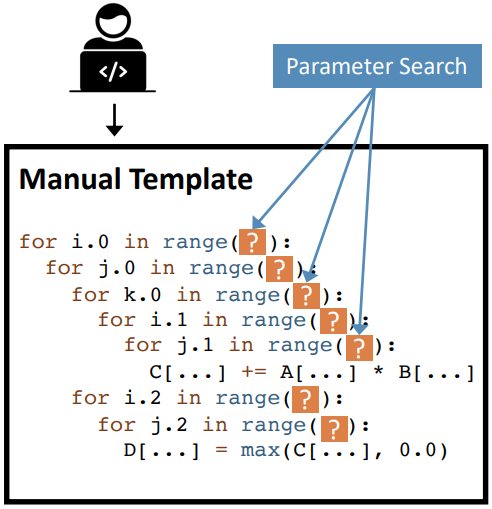 </>
Parameter Search
Manual Template
for i.0 in range(?):
for j.0 in range(?):
for k.0 in range(?):
for i.1 in range(?):
for j.1 in range(?):
C[...] += A[...] * B[...]
for i.2 in range(?):
for j.2 in range(?):
D[...] = max(C[...], 0.0)